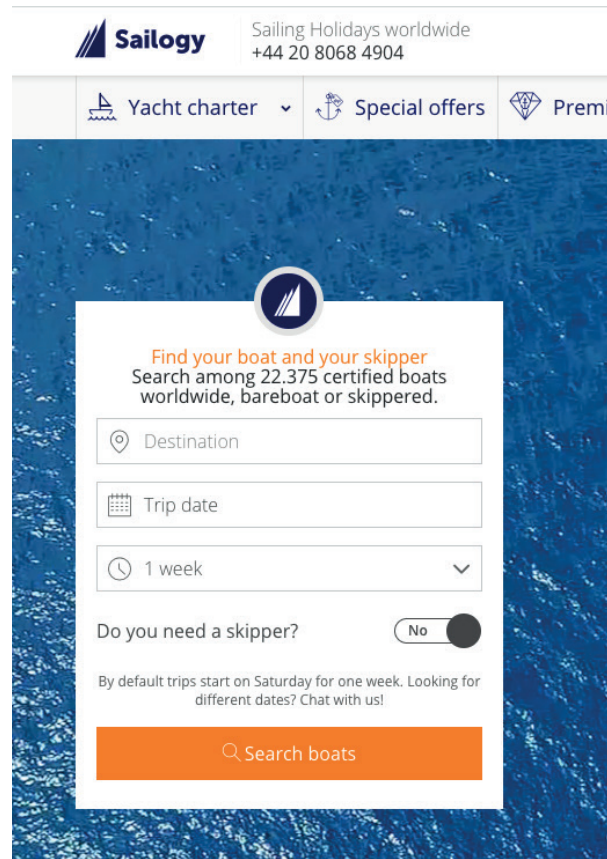 Sailogy
Sailing Holidays worldwide
+44 20 8068 4904
Yacht charter
Special offers
Find your boat and your skipper
Search among 22.375 certified boats
worldwide, bareboat or skippered.
Destination
Trip date
1 week
Do you need a skipper?
No
By default trips start on Saturday for one week. Looking for
different dates? Chat with us!
Search boats